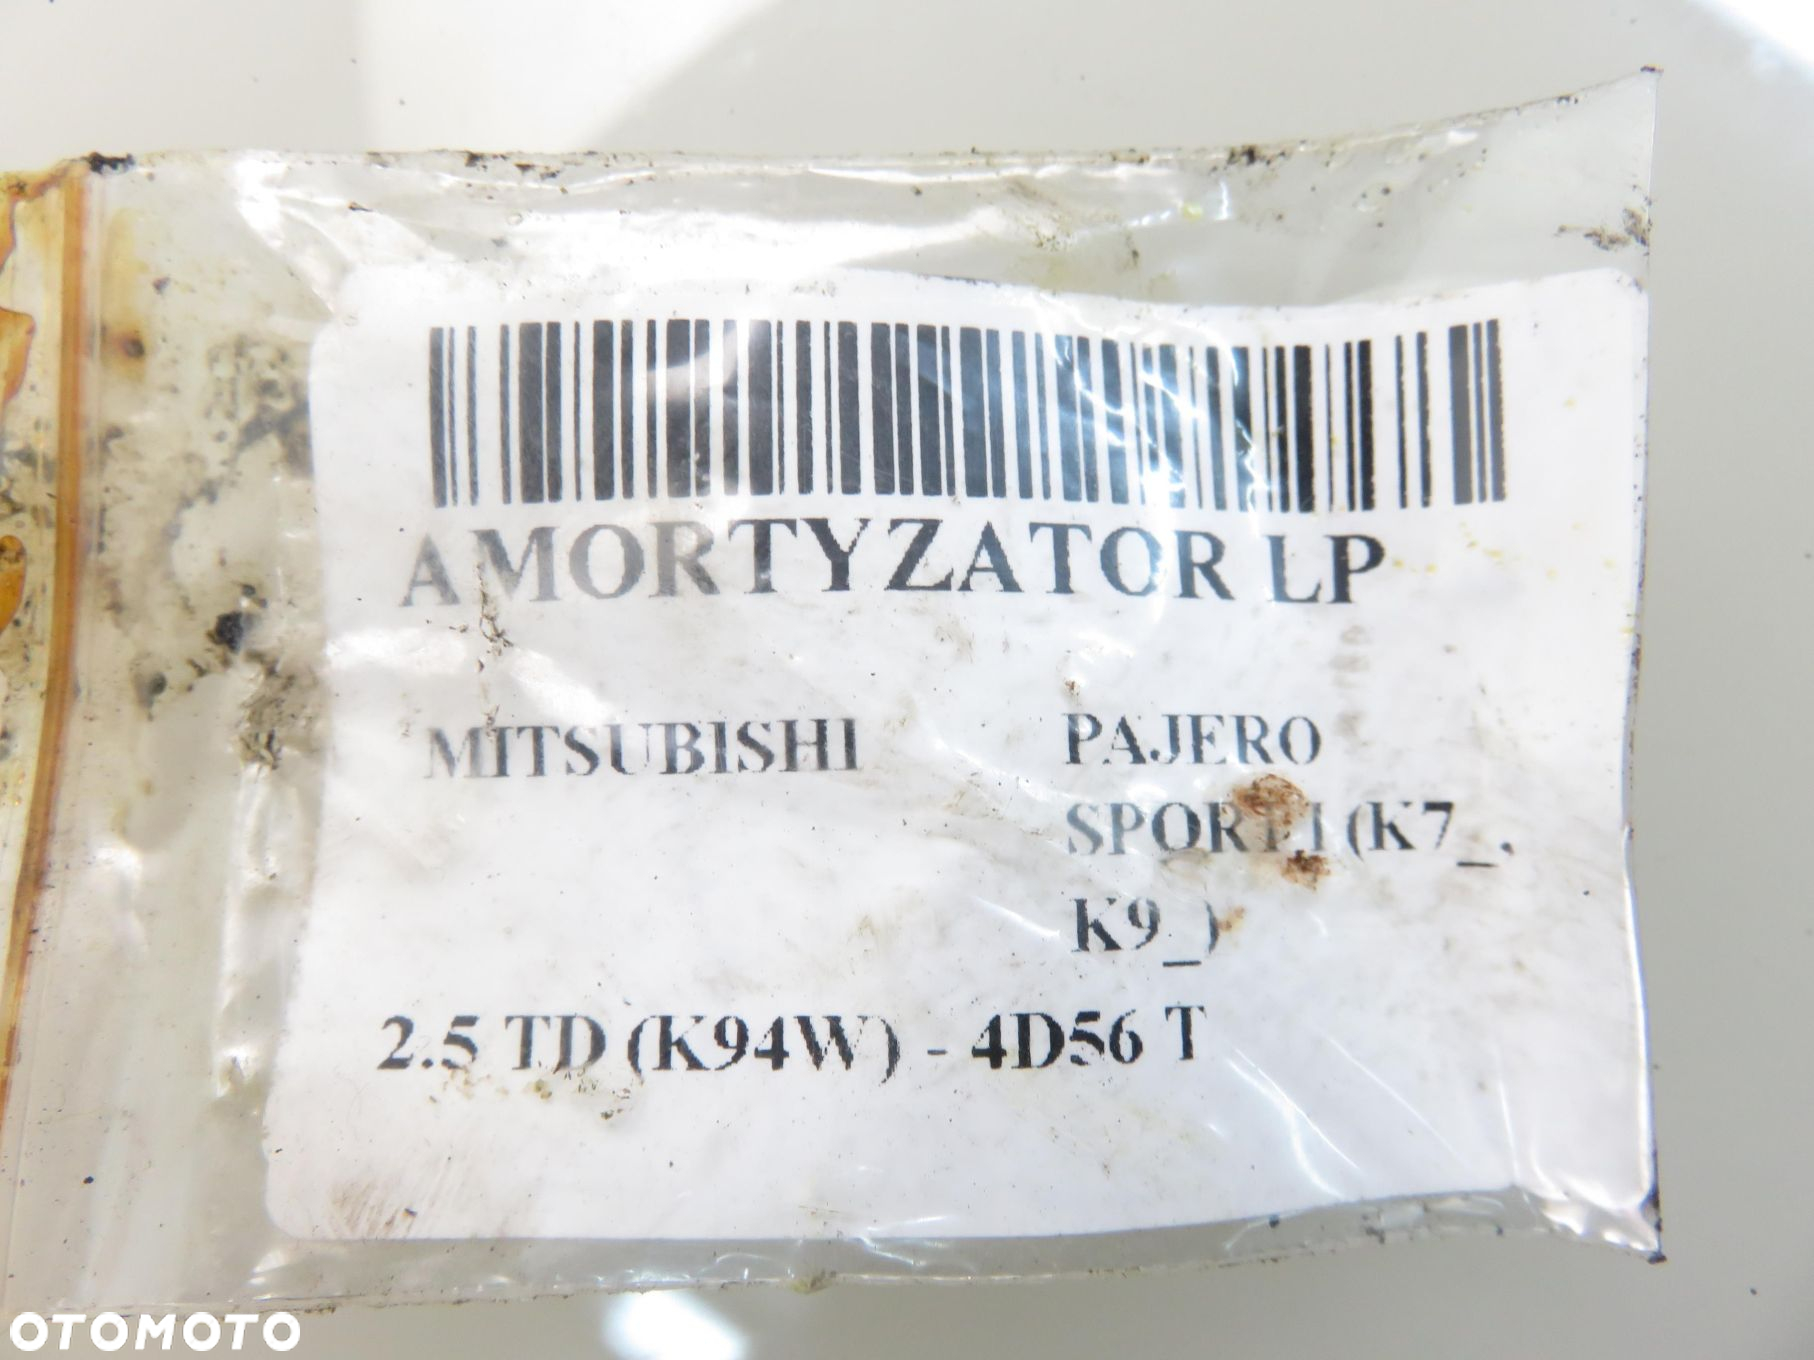 AMORTYZATOR LP
MITSUBISHI PAJERO
SPORT I (K7_,
K9_)
2.5 TD (K94W) - 4D56 T
OTOMOTO